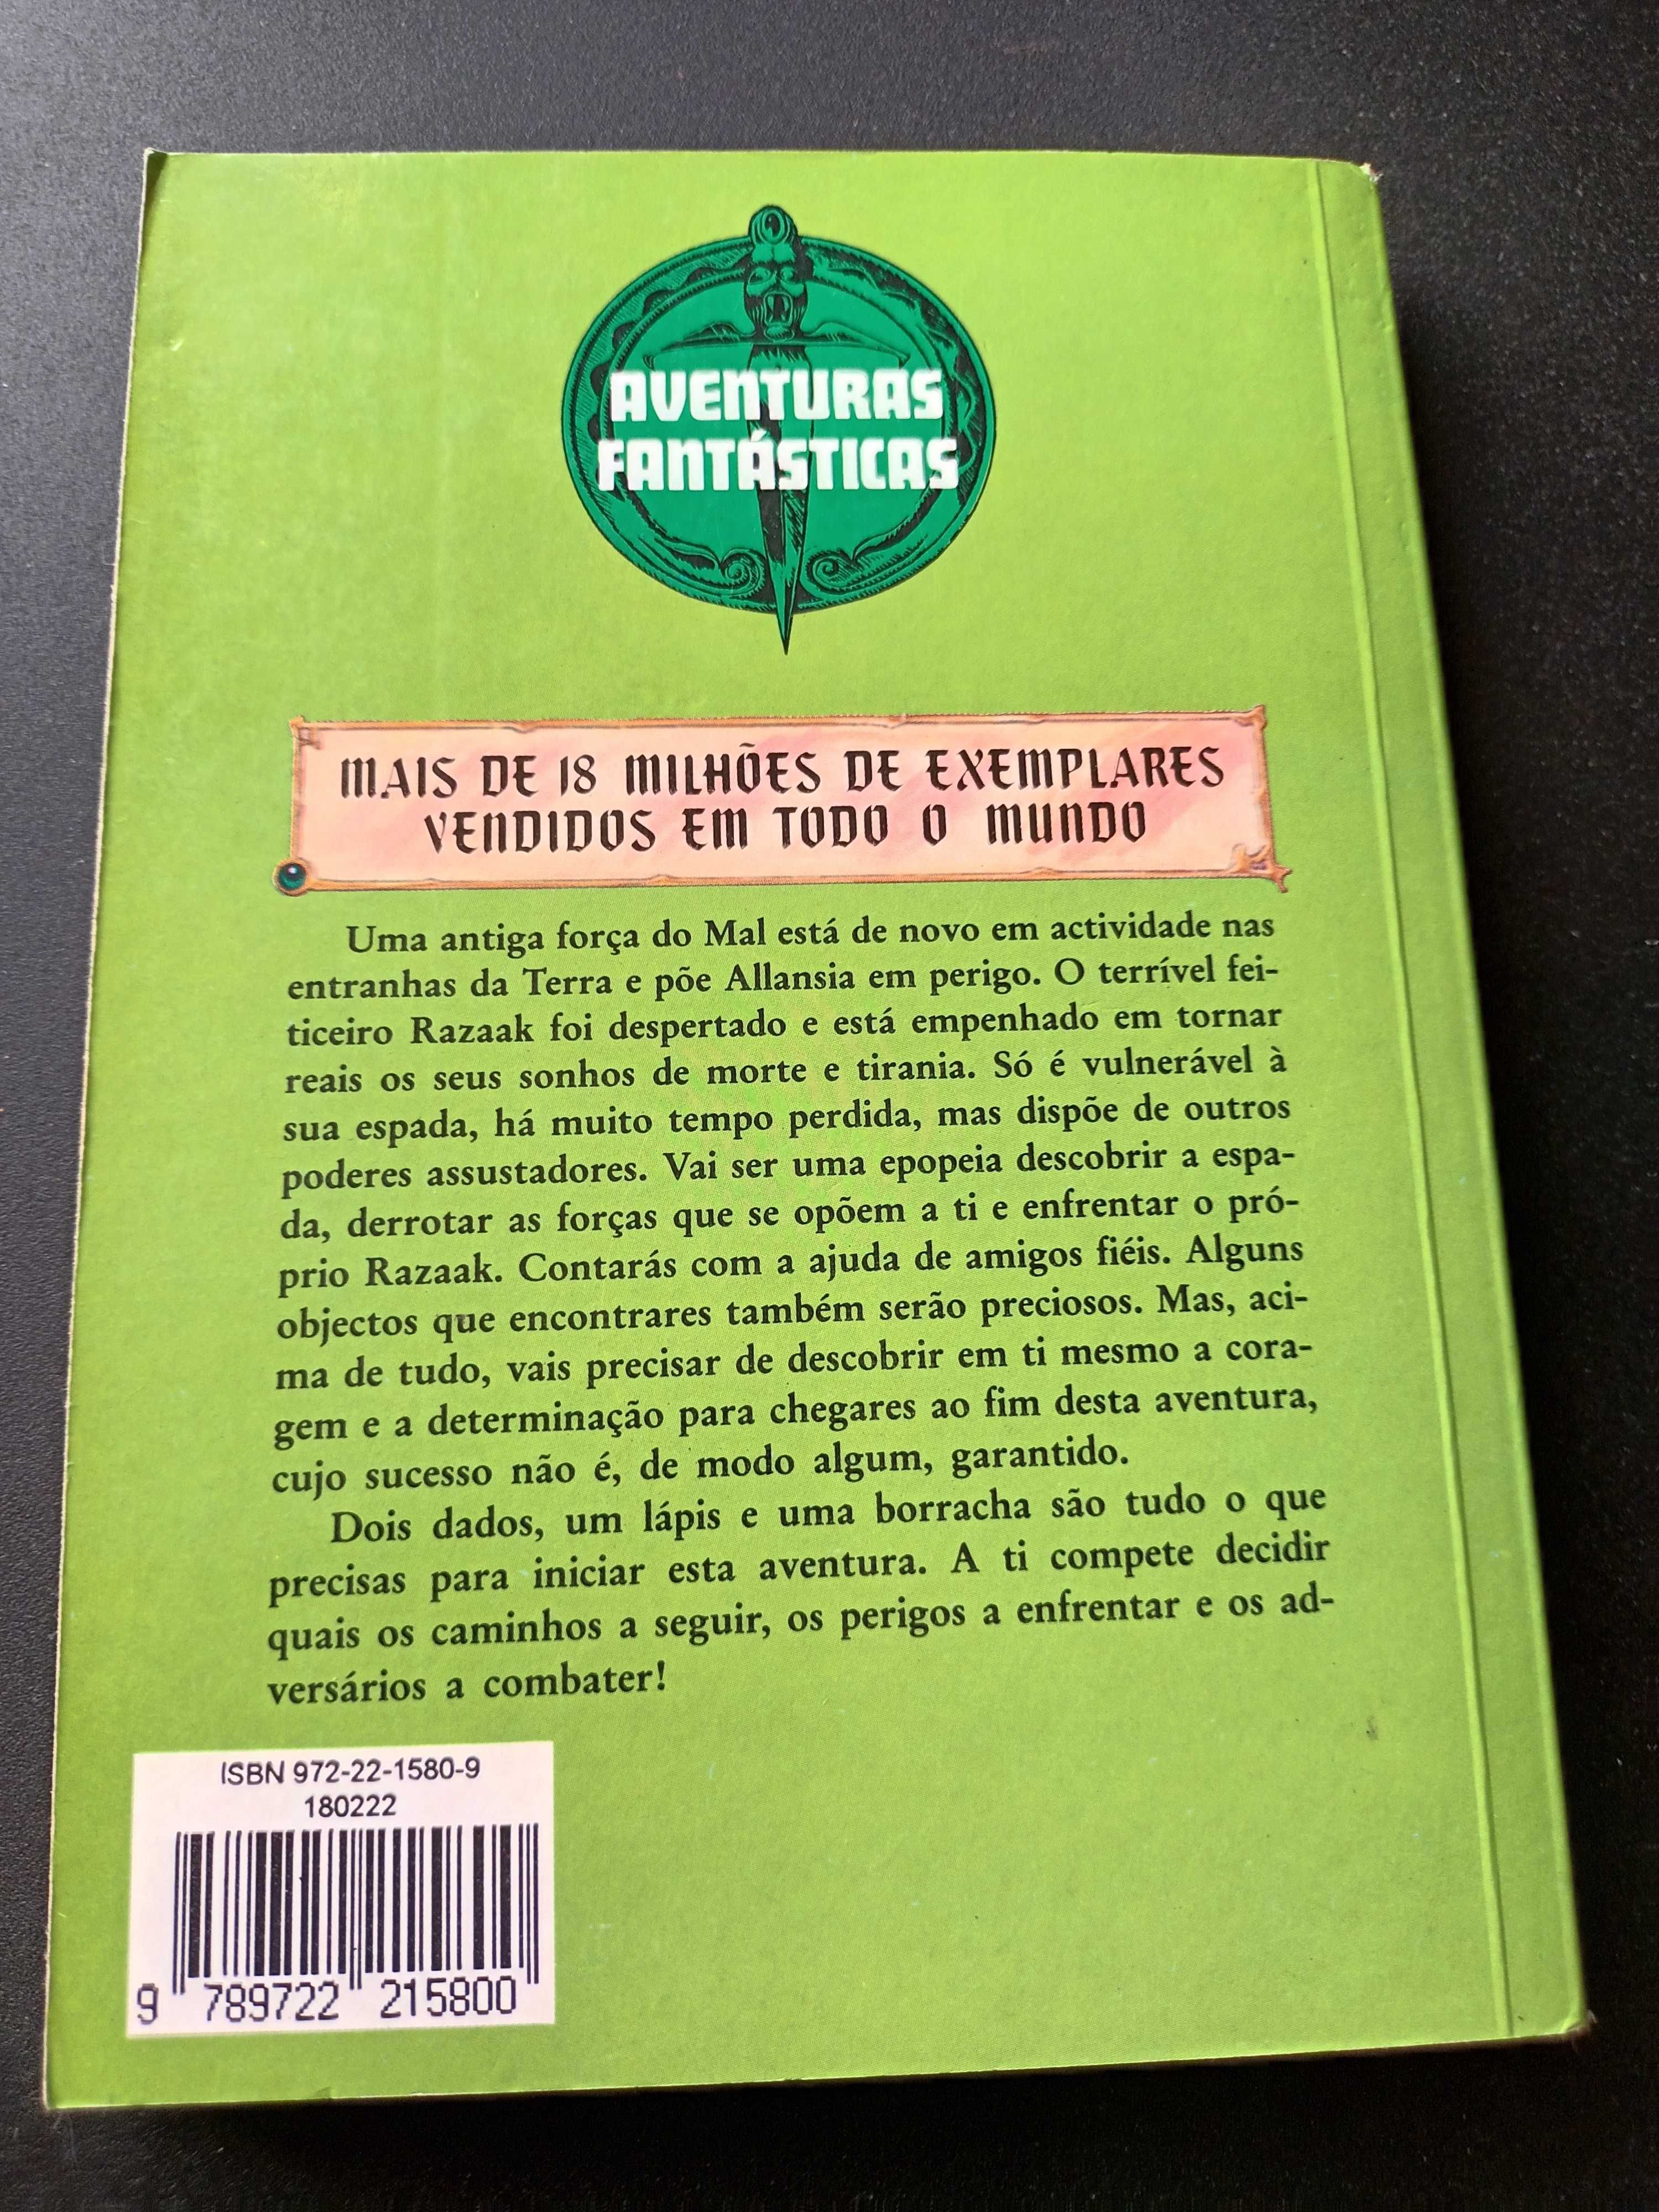 AVENTURAS
FANTÁSTICAS
MAIS DE 18 MILHÕES DE EXEMPLARES
VENDIDOS EM TODO O MUNDO
Uma antiga força do Mal está de novo em actividade nas
entranhas da Terra e põe Allansia em perigo. O terrível fei-
ticeiro Razaak foi despertado e está empenhado em tornar
reais os seus sonhos de morte e tirania. Só é vulnerável à
sua espada, há muito tempo perdida, mas dispõe de outros
poderes assustadores. Vai ser uma epopeia descobrir a espa-
da, derrotar as forças que se opõem a ti e enfrentar o pró-
prio Razaak. Contarás com a ajuda de amigos fiéis. Alguns
objectos que encontrares também serão preciosos. Mas, aci-
ma de tudo, vais precisar de descobrir em ti mesmo a cora-
gem e a determinação para chegares ao fim desta aventura,
cujo sucesso não é, de modo algum, garantido.
Dois dados, um lápis e uma borracha são tudo o que
precisas para iniciar esta aventura. A ti compete decidir
quais os caminhos a seguir, os perigos a enfrentar e os ad-
versários a combater!
ISBN 972-22-1580-9
180222
9 789722 215800